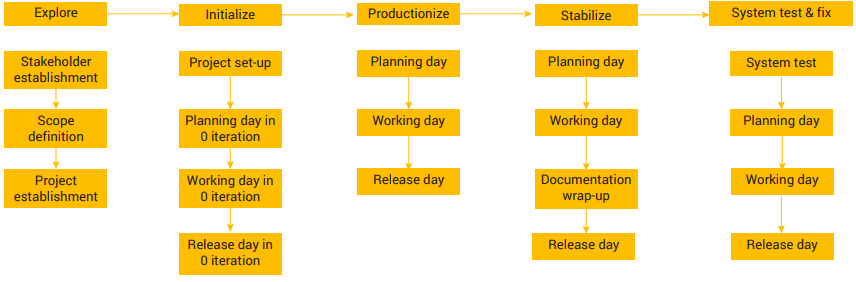 Explore
Initialize
Productionize
Stabilize
System test & fix
Stakeholder
establishment
Scope
definition
Project
establishment
Project set-up
Planning day in
0 iteration
Working day in
0 iteration
Release day in
0 iteration
Planning day
Working day
Release day
Planning day
Working day
Documentation
wrap-up
Release day
System test
Planning day
Working day
Release day